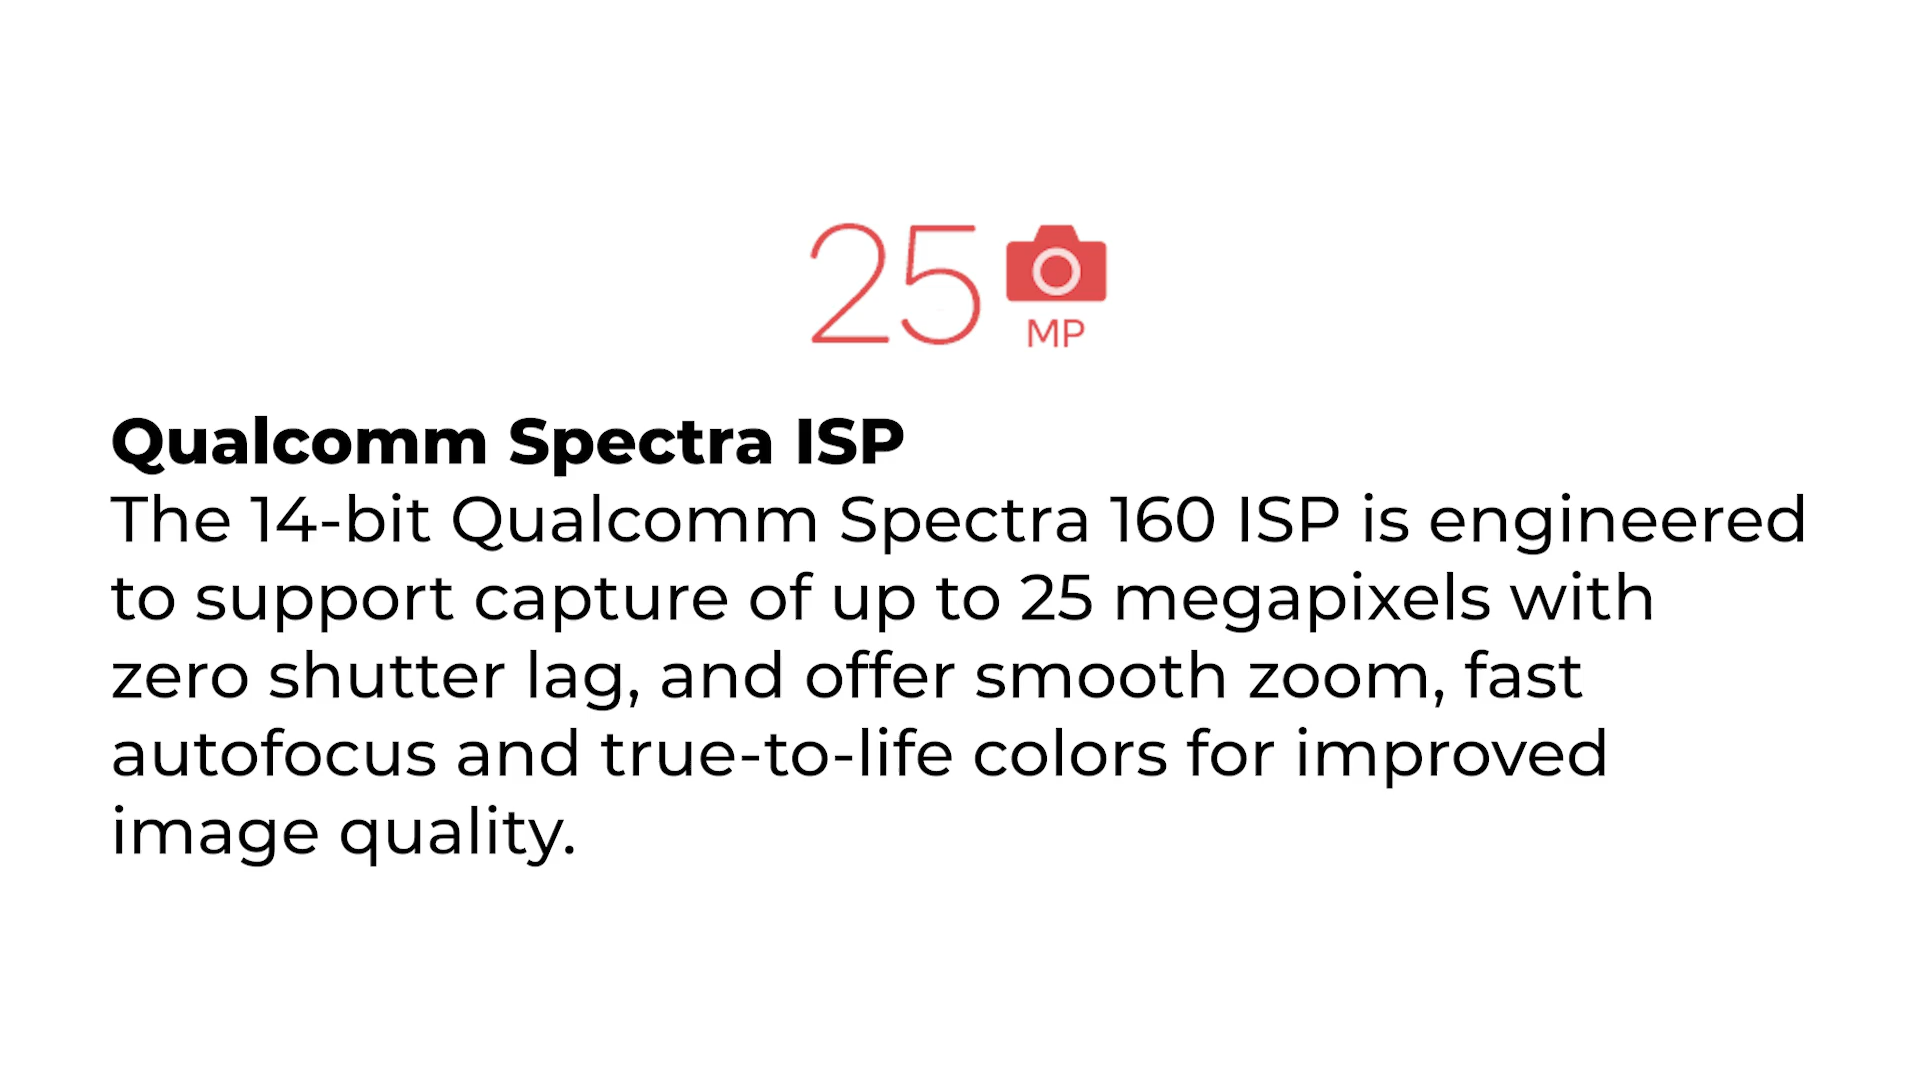 25
MP
Qualcomm Spectra ISP
The 14-bit Qualcomm Spectra 160 ISP is engineered
to support capture of up to 25 megapixels with
zero shutter lag, and offer smooth zoom, fast
autofocus and true-to-life colors for improved
image quality.